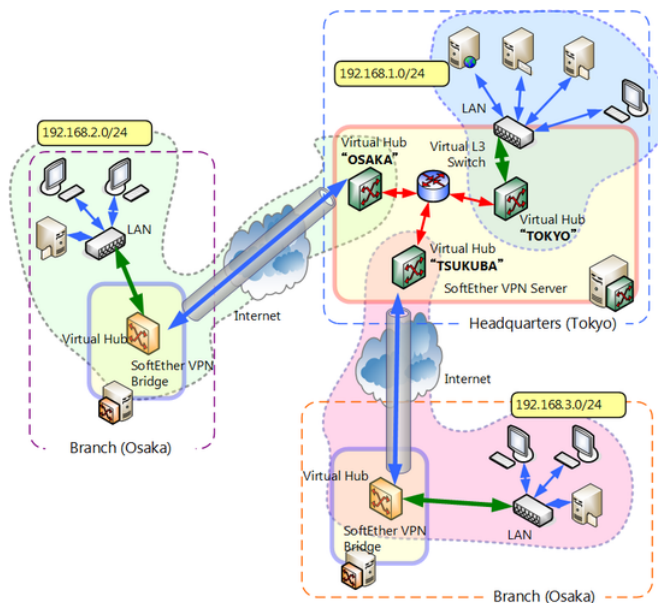 192.168.1.0/24
LAN
192.168.2.0/24
Virtual Hub
"OSAKA"
Virtual L3
Switch
Virtual Hub
"TOKYO"
LAN
Virtual Hub
"TSUKUBA"
SoftEther VPN Server
Internet
Headquarters (Tokyo)
Virtual Hub
SoftEther VPN
Bridge
Branch (Osaka)
Internet
192.168.3.0/24
Virtual Hub
SoftEther VPN
Bridge
LAN
Branch (Osaka)